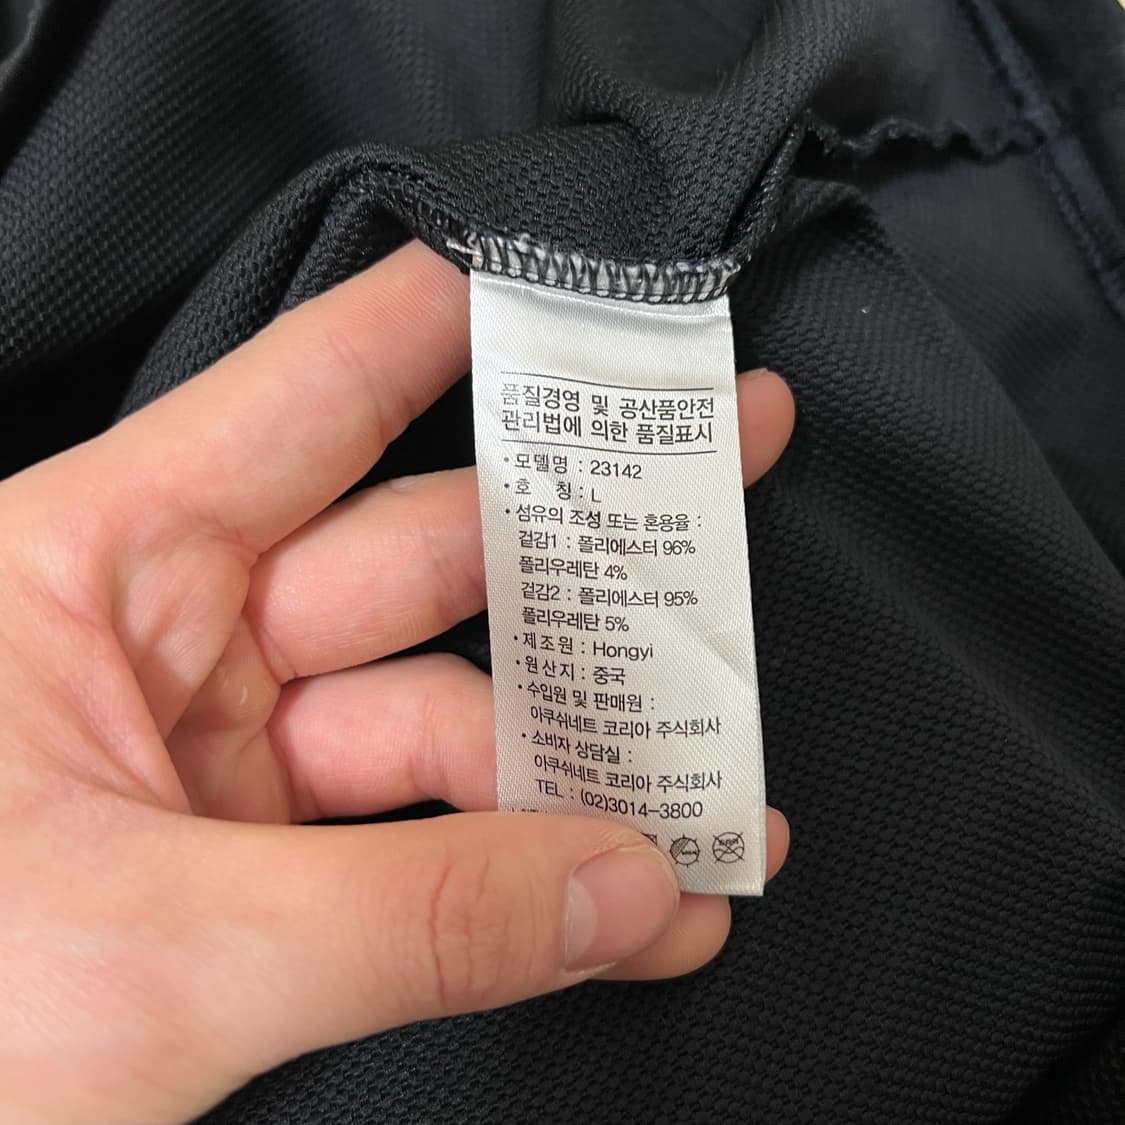 품질경영 및 공산품안전
관리법에 의한 품질표시
• 모델명 : 23142
• 호 칭 : L
• 섬유의 조성 또는 혼용율 :
겉감1 : 폴리에스터 96%
폴리우레탄 4%
겉감2 : 폴리에스터 95%
폴리우레탄 5%
• 제조원 : Hongyi
• 원산지 : 중국
• 수입원 및 판매원 :
아쿠쉬네트 코리아 주식회사
• 소비자 상담실 :
아쿠쉬네트 코리아 주식회사
TEL : (02)3014-3800